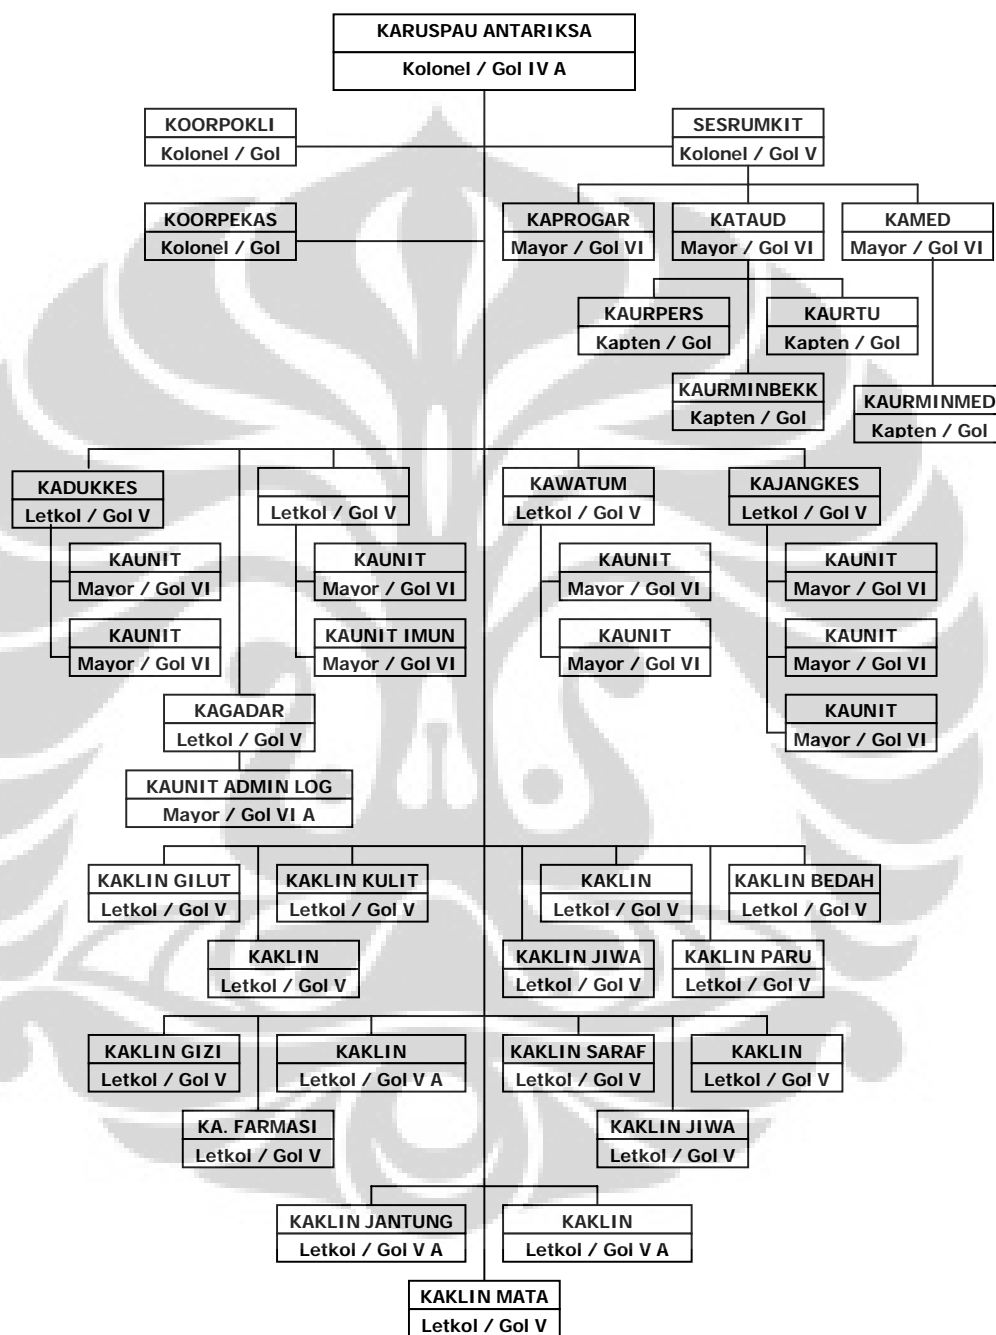 KARUSPAU ANTARIKSA
Kolonel / Gol IV A
KOORPOKLI
Kolonel / Gol
SESRUMKIT
Kolonel / Gol V
KOORPEKAS
Kolonel / Gol
KAPROGAR
Mayor / Gol VI
KATAUD
Mayor / Gol VI
KAMED
Mayor / Gol VI
KAURPERS
Kapten / Gol
KAURTU
Kapten / Gol
KAURMINBEKK
Kapten / Gol
KAURMINMED
Kapten / Gol
KADUKKES
Letkol / Gol V
Letkol / Gol V
KAWATUM
Letkol / Gol V
KAJANGKES
Letkol / Gol V
KAUNIT
Mayor / Gol VI
KAUNIT
Mayor / Gol VI
KAUNIT
Mayor / Gol VI
KAUNIT
Mayor / Gol VI
KAUNIT
Mayor / Gol VI
KAUNIT IMUN
Mayor / Gol VI
KAUNIT
Mayor / Gol VI
KAUNIT
Mayor / Gol VI
KAGADAR
Letkol / Gol V
KAUNIT
Mayor / Gol VI
KAUNIT ADMIN LOG
Mayor / Gol VI A
KAKLIN GILUT
Letkol / Gol V
KAKLIN KULIT
Letkol / Gol V
KAKLIN
Letkol / Gol V
KAKLIN BEDAH
Letkol / Gol V
KAKLIN
Letkol / Gol V
KAKLIN JIWA
Letkol / Gol V
KAKLIN PARU
Letkol / Gol V
KAKLIN GIZI
Letkol / Gol V
KAKLIN
Letkol / Gol V A
KAKLIN SARAF
Letkol / Gol V
KAKLIN
Letkol / Gol V
KA. FARMASI
Letkol / Gol V
KAKLIN JIWA
Letkol / Gol V
KAKLIN JANTUNG
Letkol / Gol V A
KAKLIN
Letkol / Gol V A
KAKLIN MATA
Letkol / Gol V